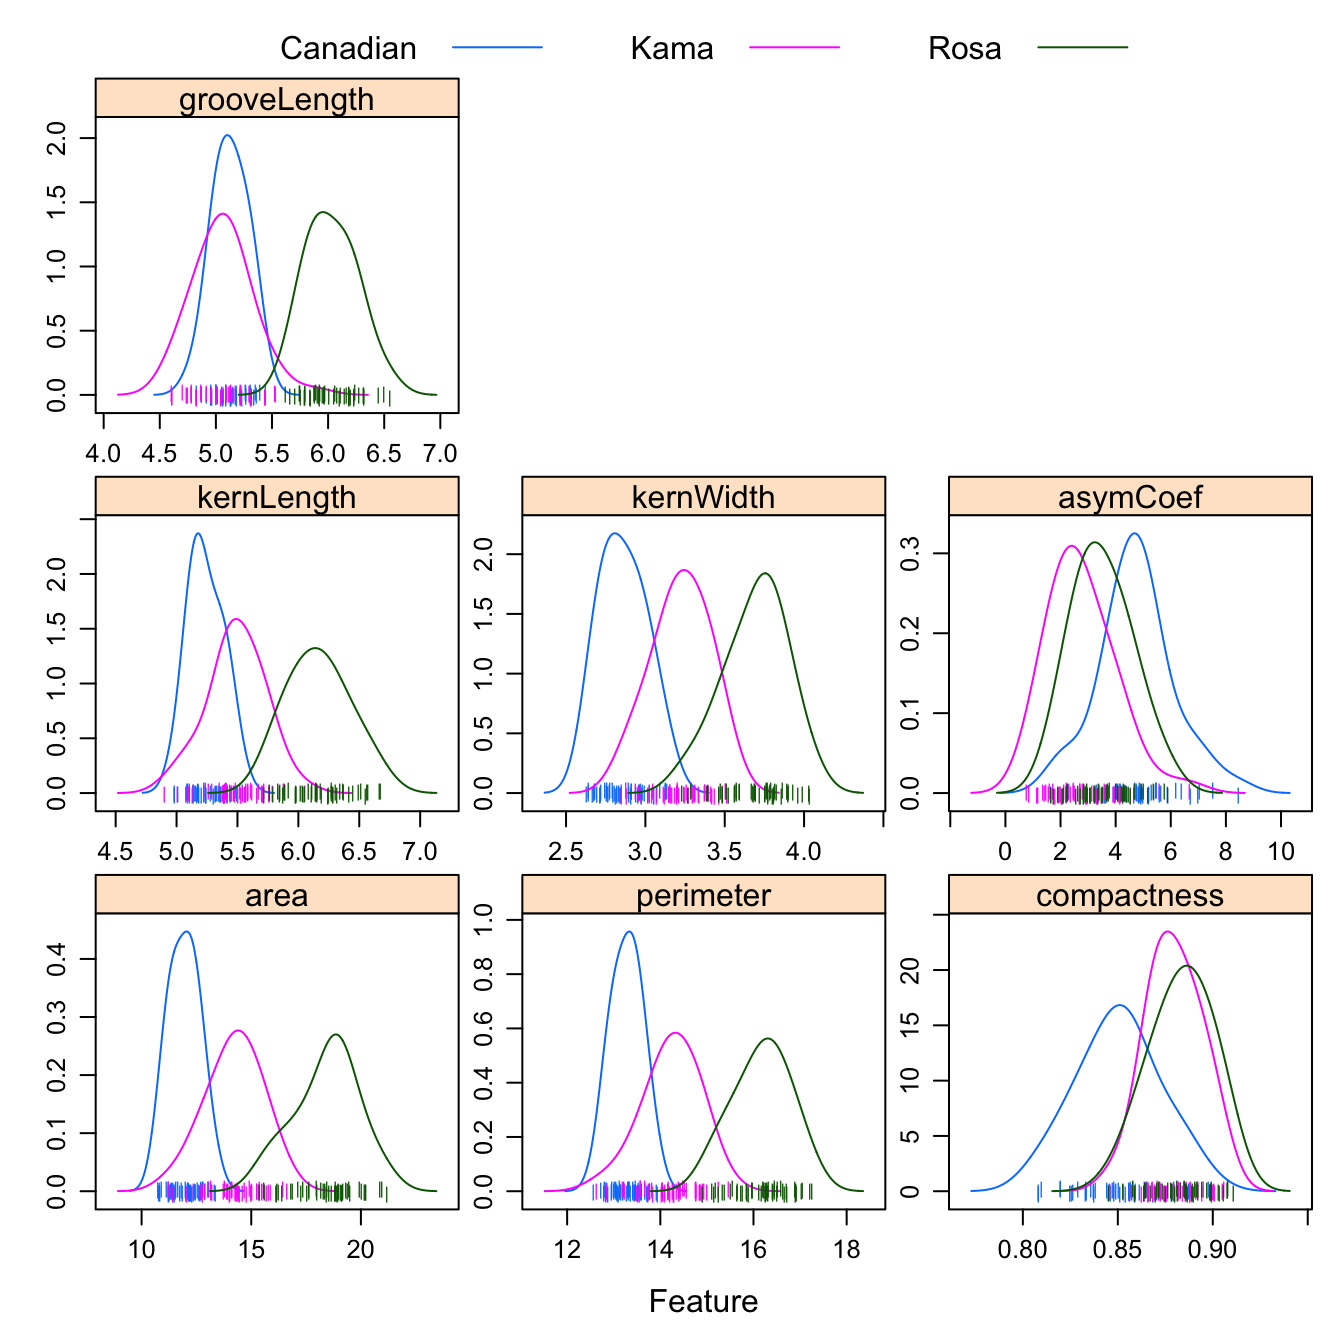 Canadian Kama Rosa
grooveLength
2.0
1.5
1.0
0.5
0.0
4.0 4.5 5.0 5.5 6.0 6.5 7.0
kernLength kernWidth asymCoef
2.0
1.5
1.0
0.5
0.0
2.0
1.5
1.0
0.5
0.0
0.3
0.2
0.1
0.0
4.5 5.0 5.5 6.0 6.5 7.0
2.5 3.0 3.5 4.0
0 2 4 6 8 10
area perimeter compactness
0.4
0.3
0.2
0.1
0.0
1.0
0.8
0.6
0.4
0.2
0.0
20
15
10
5
0
10 15 20
12 14 16 18
0.80 0.85 0.90
Feature